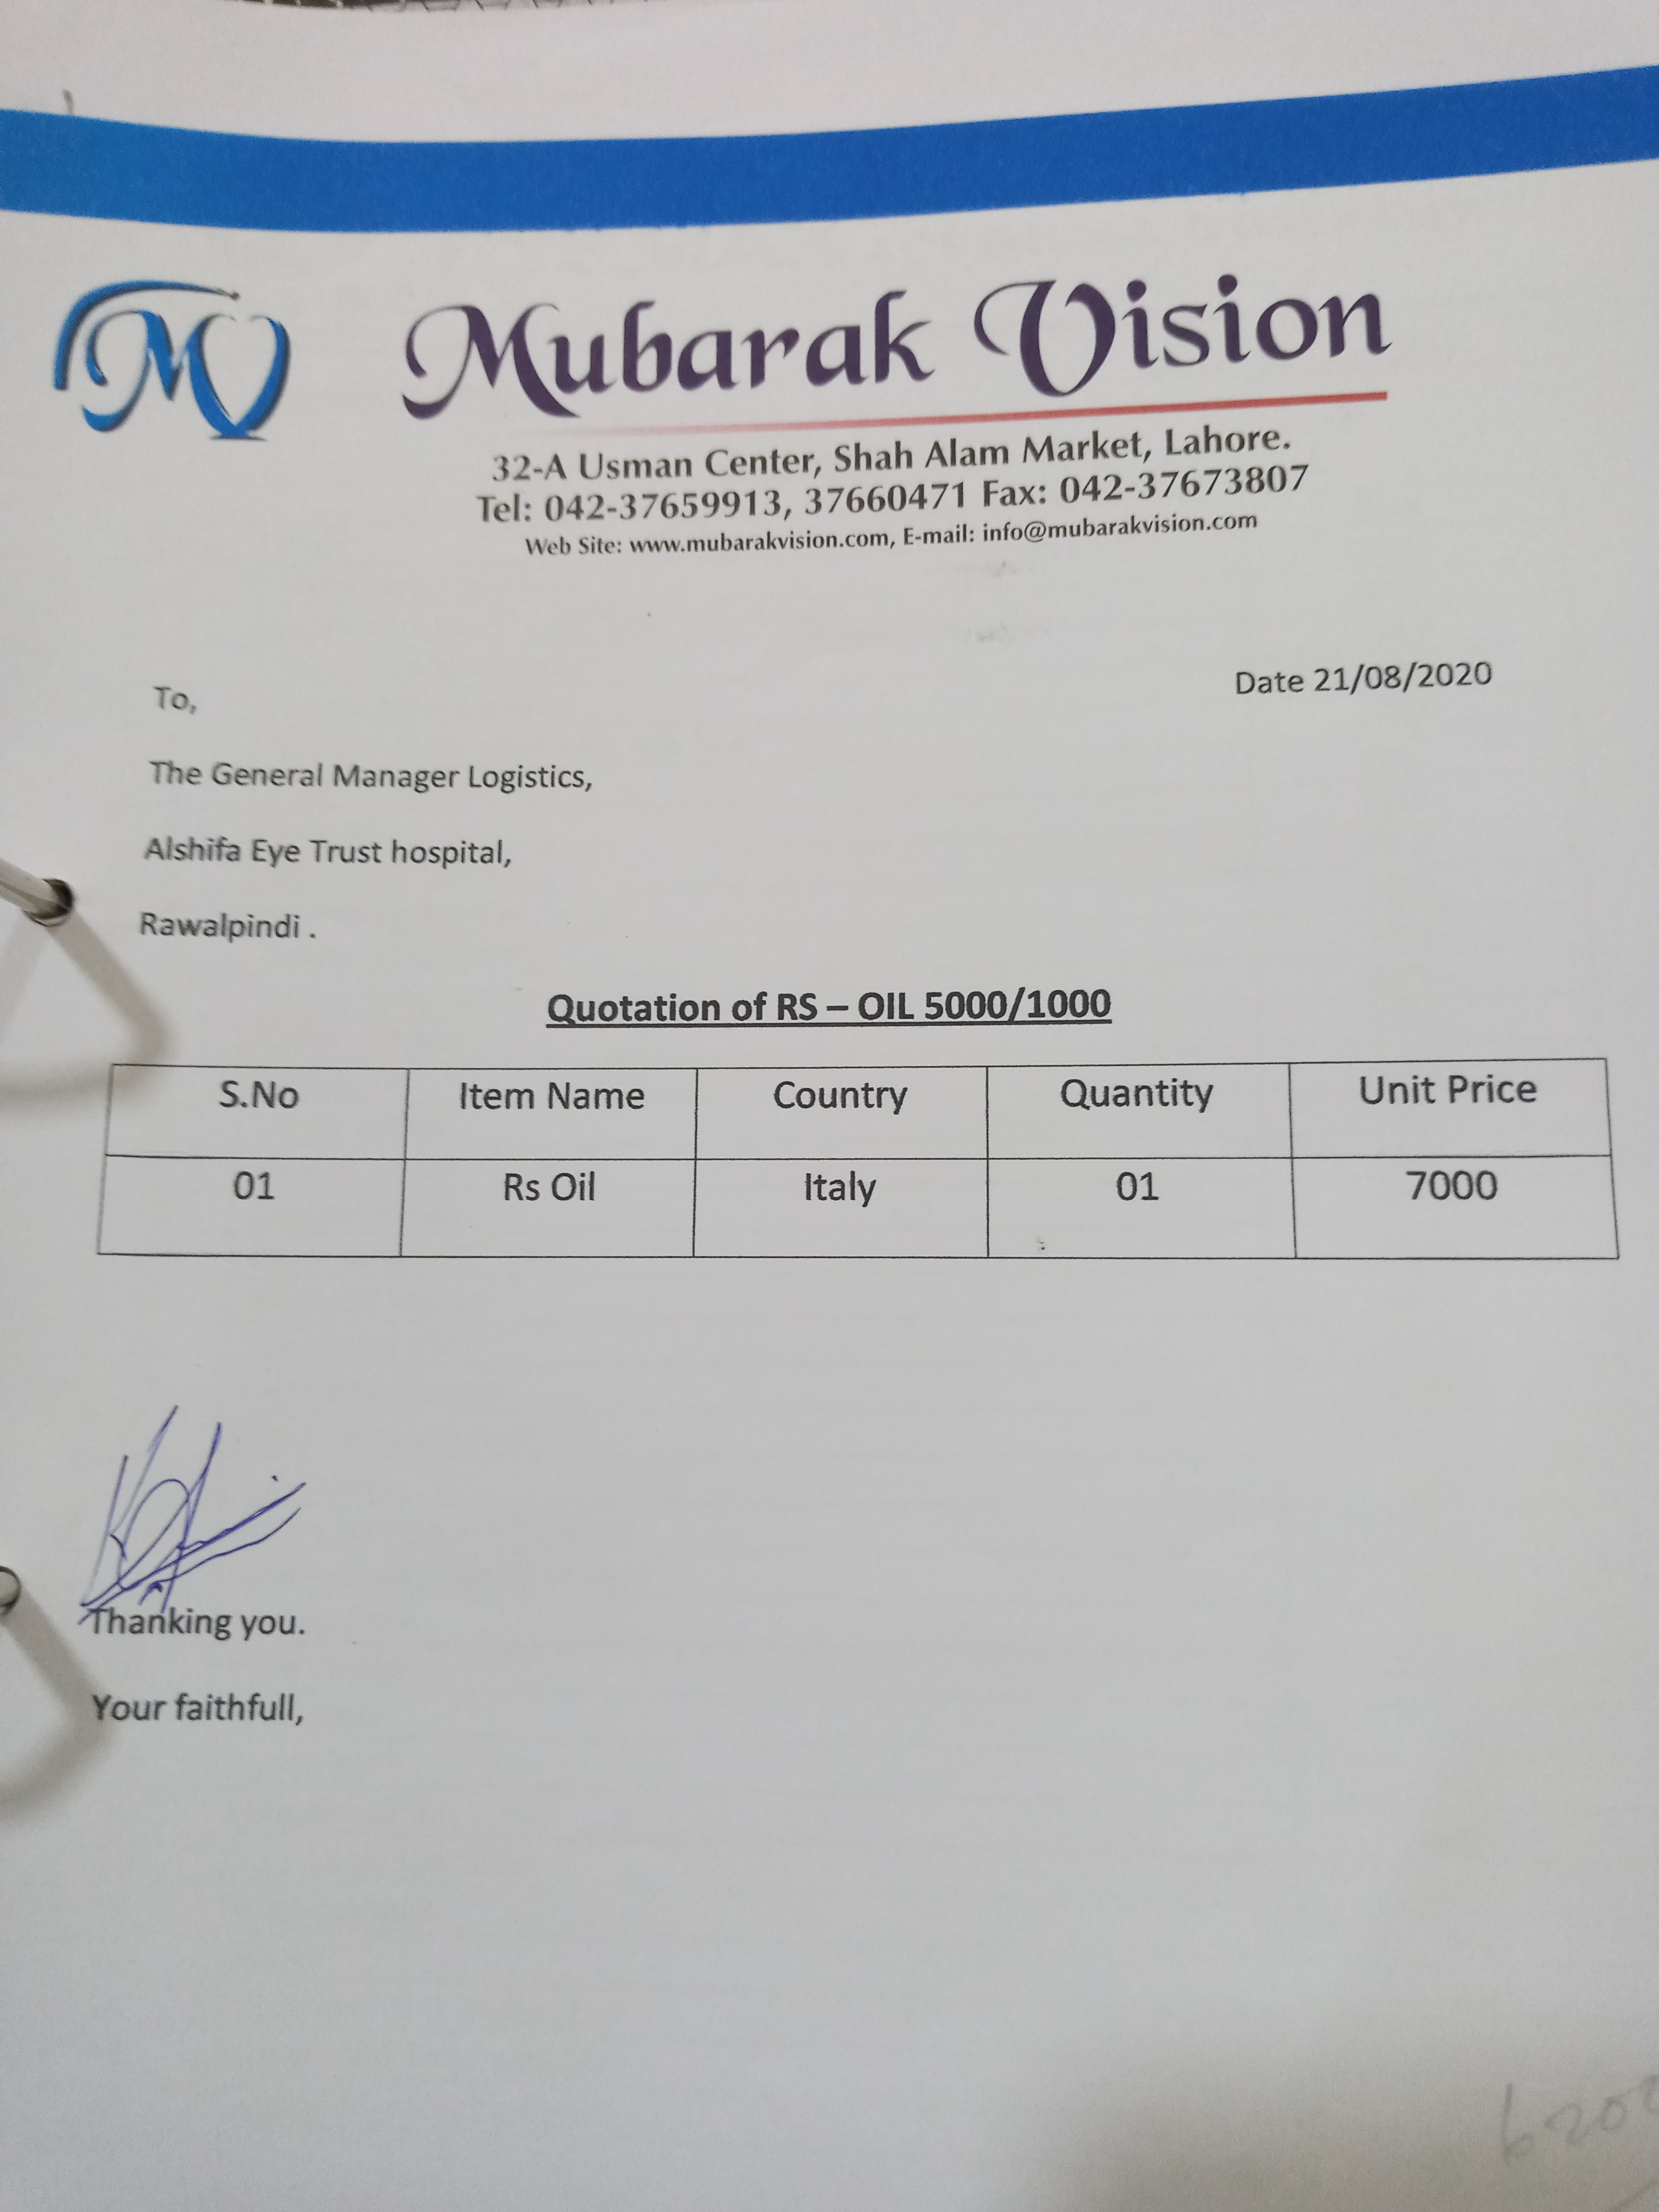 MV
Mubarak Vision
32-A Usman Center, Shah Alam Market, Lahore.
Tel: 042-37659913, 37660471 Fax: 042-37673807
Web Site: www.mubarakvision.com, E-mail: info@mubarakvision.com
Date 21/08/2020
To,
The General Manager Logistics,
Alshifa Eye Trust hospital,
Rawalpindi .
Quotation of RS – OIL 5000/1000
S.No Item Name Country Quantity Unit Price
01 Rs Oil Italy 01 7000
Thanking you.
Your faithfull,